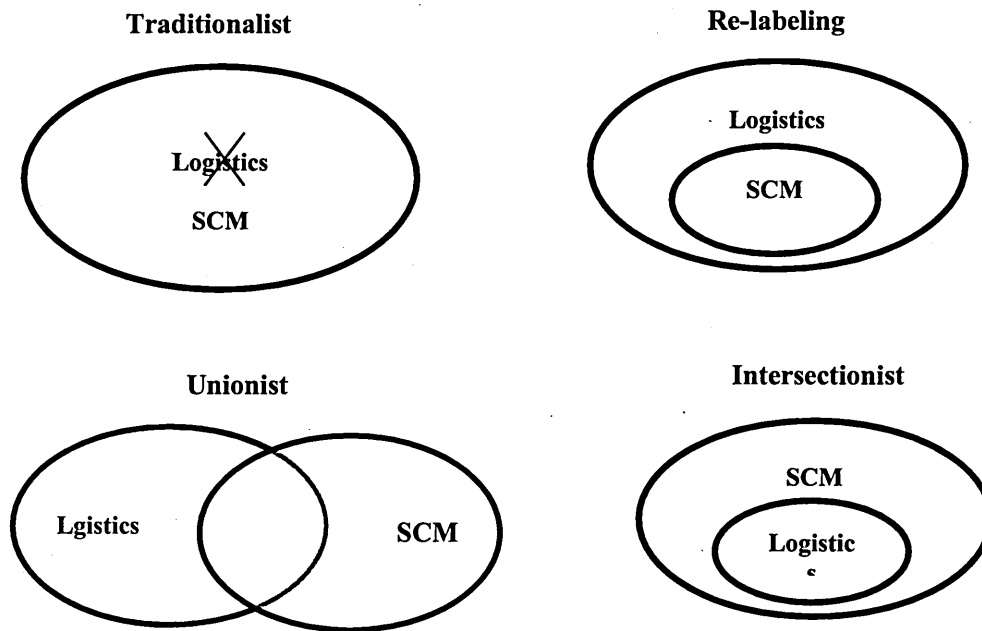 Traditionalist
Logistics
SCM
Re-labeling
Logistics
SCM
Unionist
Lgistics
SCM
Intersectionist
SCM
Logistic
s